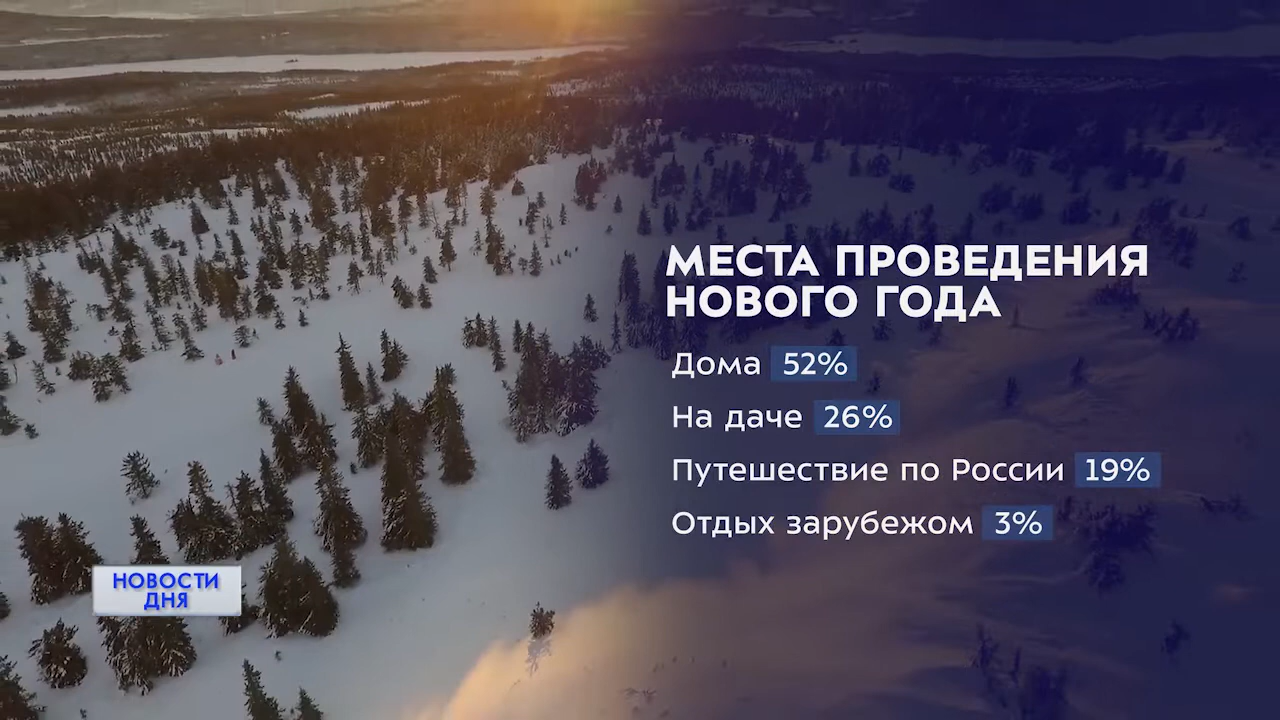 МЕСТА ПРОВЕДЕНИЯ
НОВОГО ГОДА
Дома 52%
На даче 26%
Путешествие по России 19%
Отдых зарубежом 3%
НОВОСТИ
ДНЯ